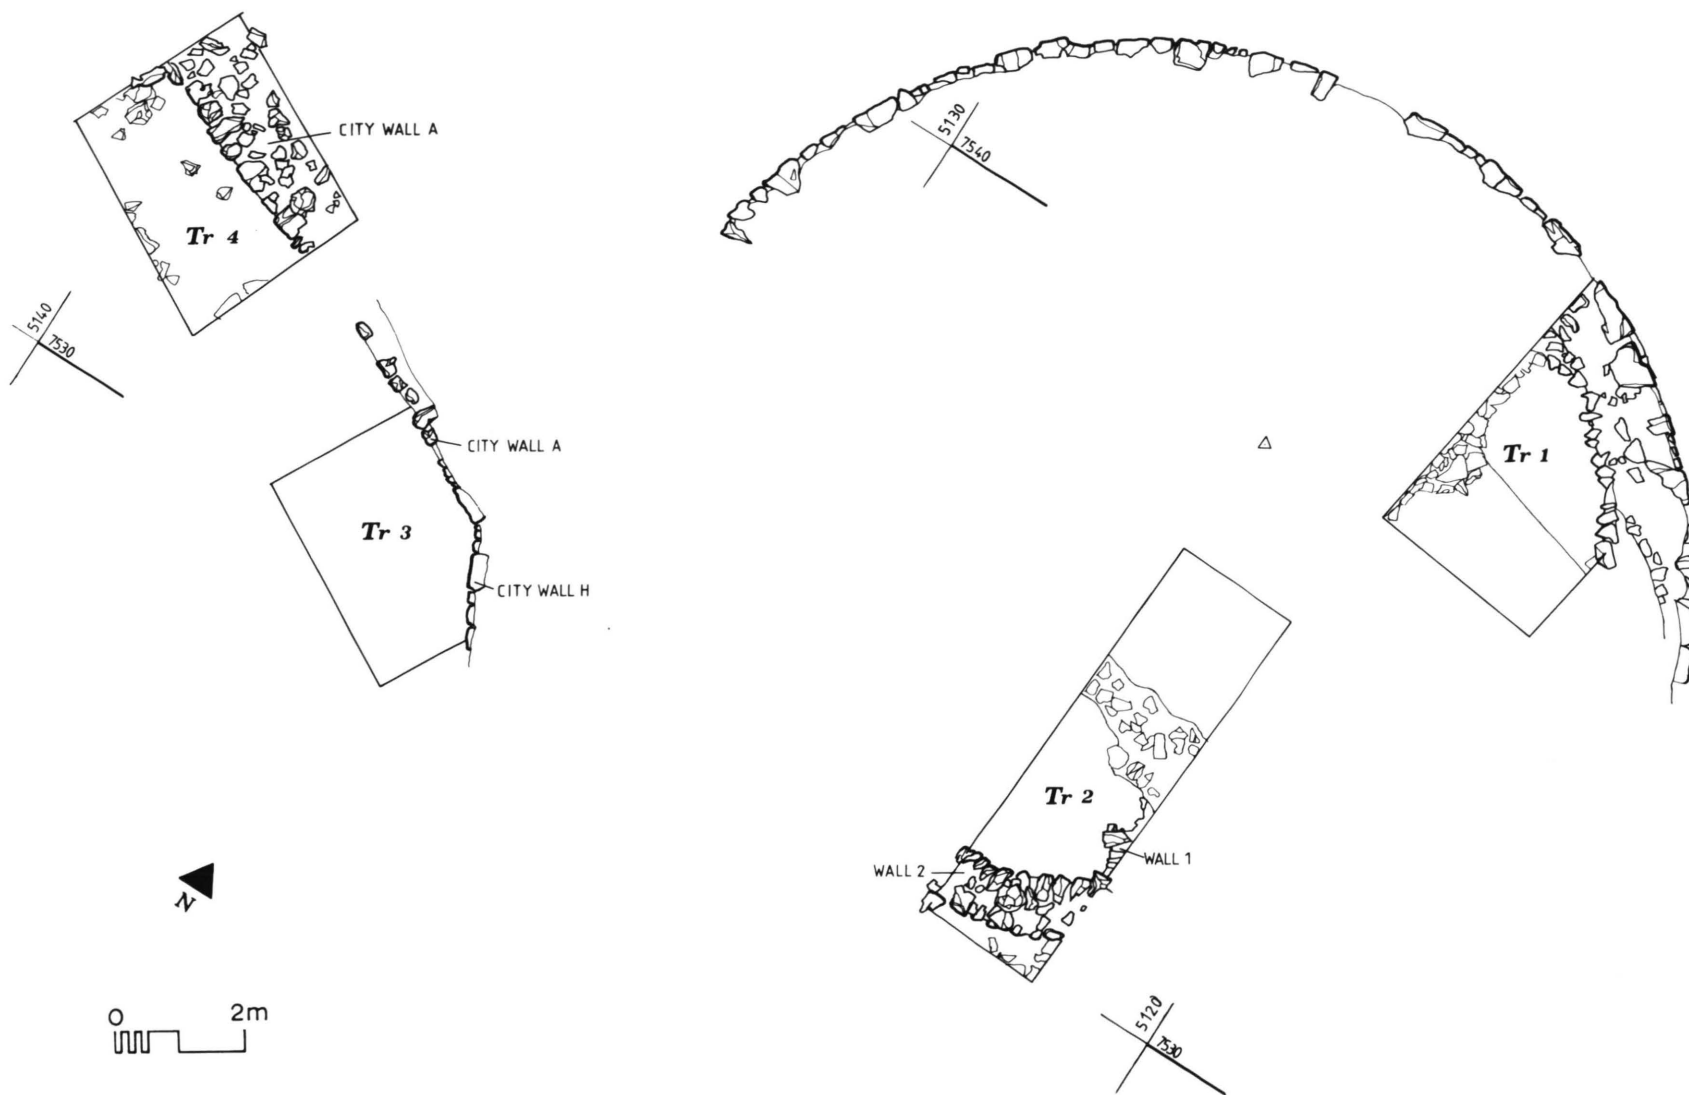 CITY WALL A
5130
7540
Tr 4
5140
7530
CITY WALL A
Tr 1
Tr 3
CITY WALL H
Tr 2
WALL 1
WALL 2
N
0 2m
5120
7530